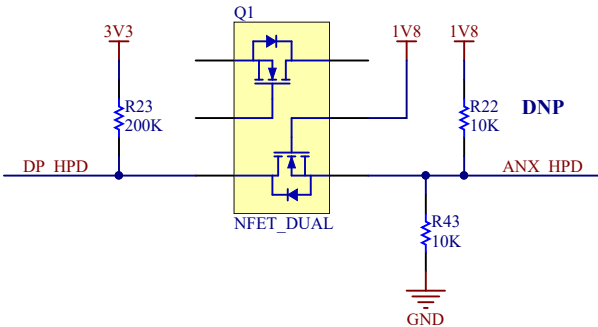 Q1
3V3
1V8
1V8
R23
200K
R22
10K
DNP
DP_HPD
ANX_HPD
NFET_DUAL
R43
10K
GND